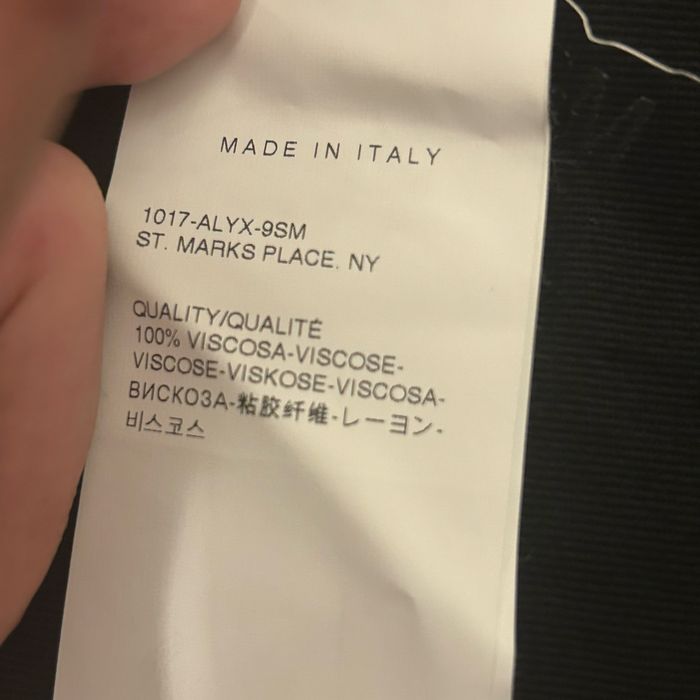 MADE IN ITALY
1017-ALYX-9SM
ST. MARKS PLACE. NY
QUALITY/QUALITÉ
100% VISCOSA-VISCOSE-
VISCOSE-VISKOSE-VISCOSA-
ВИСКОЗА-粘胶纤维-レーヨン-
비스코스